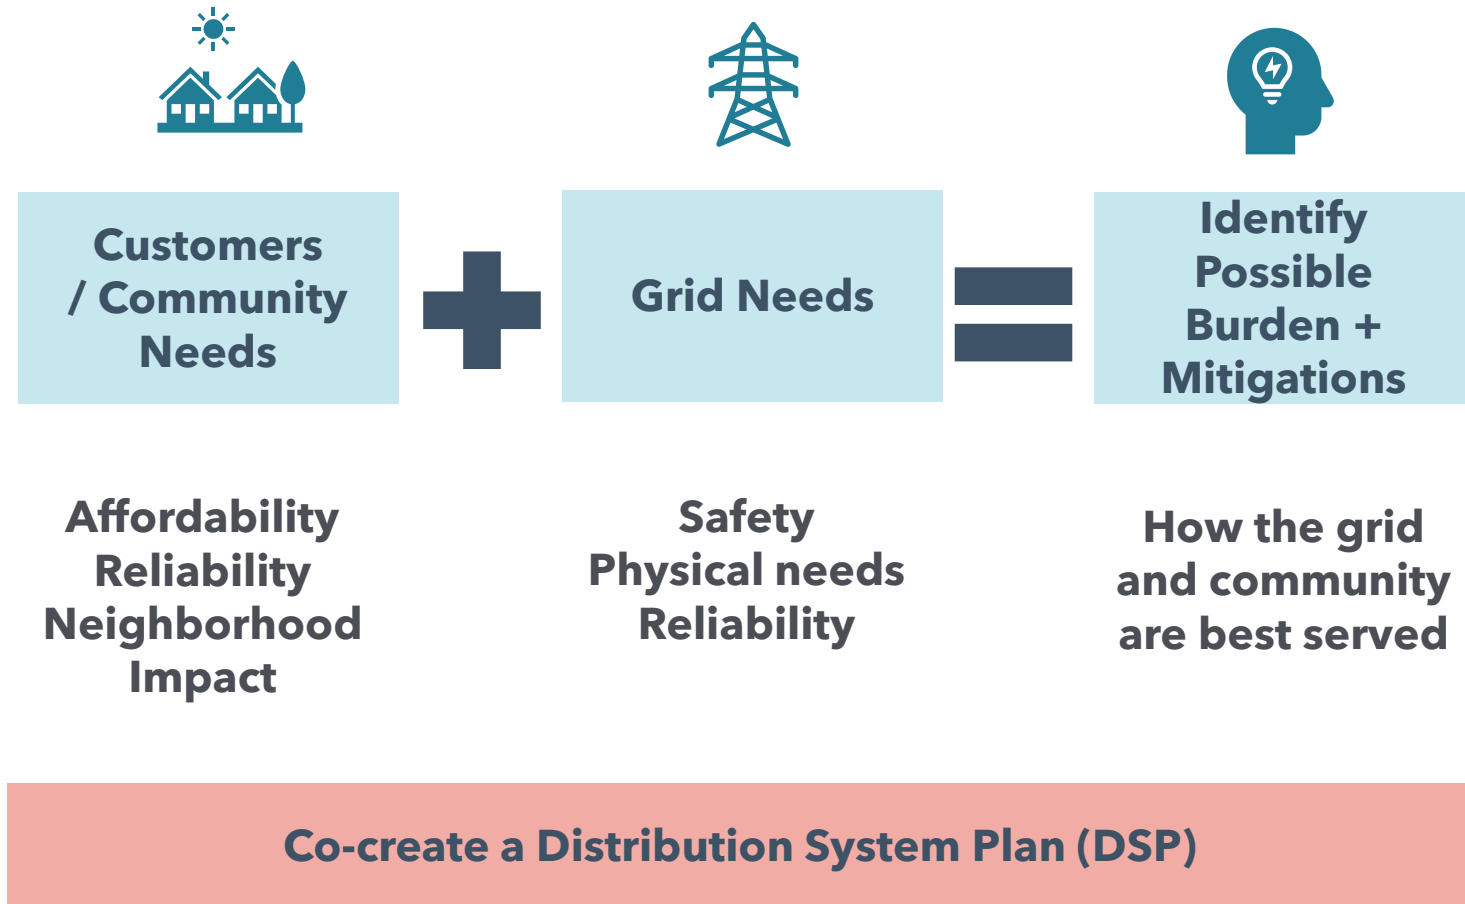 Customers
/ Community
Needs
Grid Needs
Identify
Possible
Burden +
Mitigations
Affordability
Reliability
Neighborhood
Impact
Safety
Physical needs
Reliability
How the grid
and community
are best served
Co-create a Distribution System Plan (DSP)